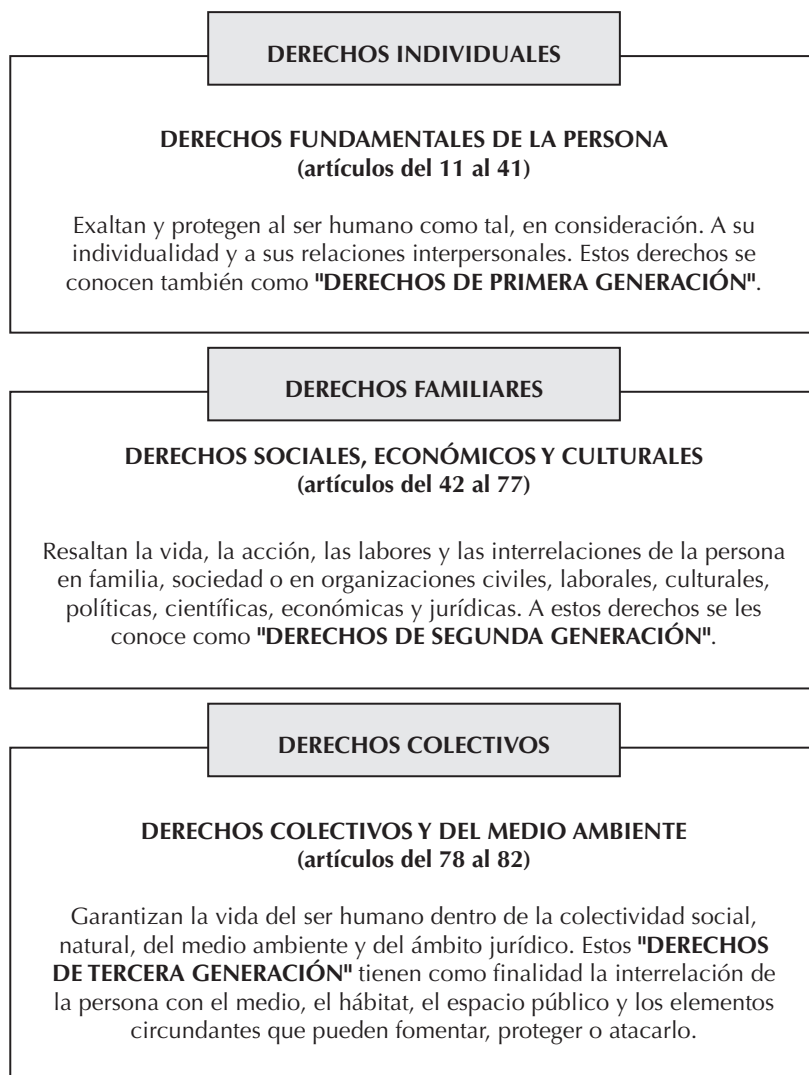 DERECHOS INDIVIDUALES
DERECHOS FUNDAMENTALES DE LA PERSONA
(artículos del 11 al 41)
Exaltan y protegen al ser humano como tal, en consideración. A su
individualidad y a sus relaciones interpersonales. Estos derechos se
conocen también como "DERECHOS DE PRIMERA GENERACIÓN".
DERECHOS FAMILIARES
DERECHOS SOCIALES, ECONÓMICOS Y CULTURALES
(artículos del 42 al 77)
Resaltan la vida, la acción, las labores y las interrelaciones de la persona
en familia, sociedad o en organizaciones civiles, laborales, culturales,
políticas, científicas, económicas y jurídicas. A estos derechos se les
conoce como "DERECHOS DE SEGUNDA GENERACIÓN".
DERECHOS COLECTIVOS
DERECHOS COLECTIVOS Y DEL MEDIO AMBIENTE
(artículos del 78 al 82)
Garantizan la vida del ser humano dentro de la colectividad social,
natural, del medio ambiente y del ámbito jurídico. Estos "DERECHOS
DE TERCERA GENERACIÓN" tienen como finalidad la interrelación de
la persona con el medio, el hábitat, el espacio público y los elementos
circundantes que pueden fomentar, proteger o atacarlo.